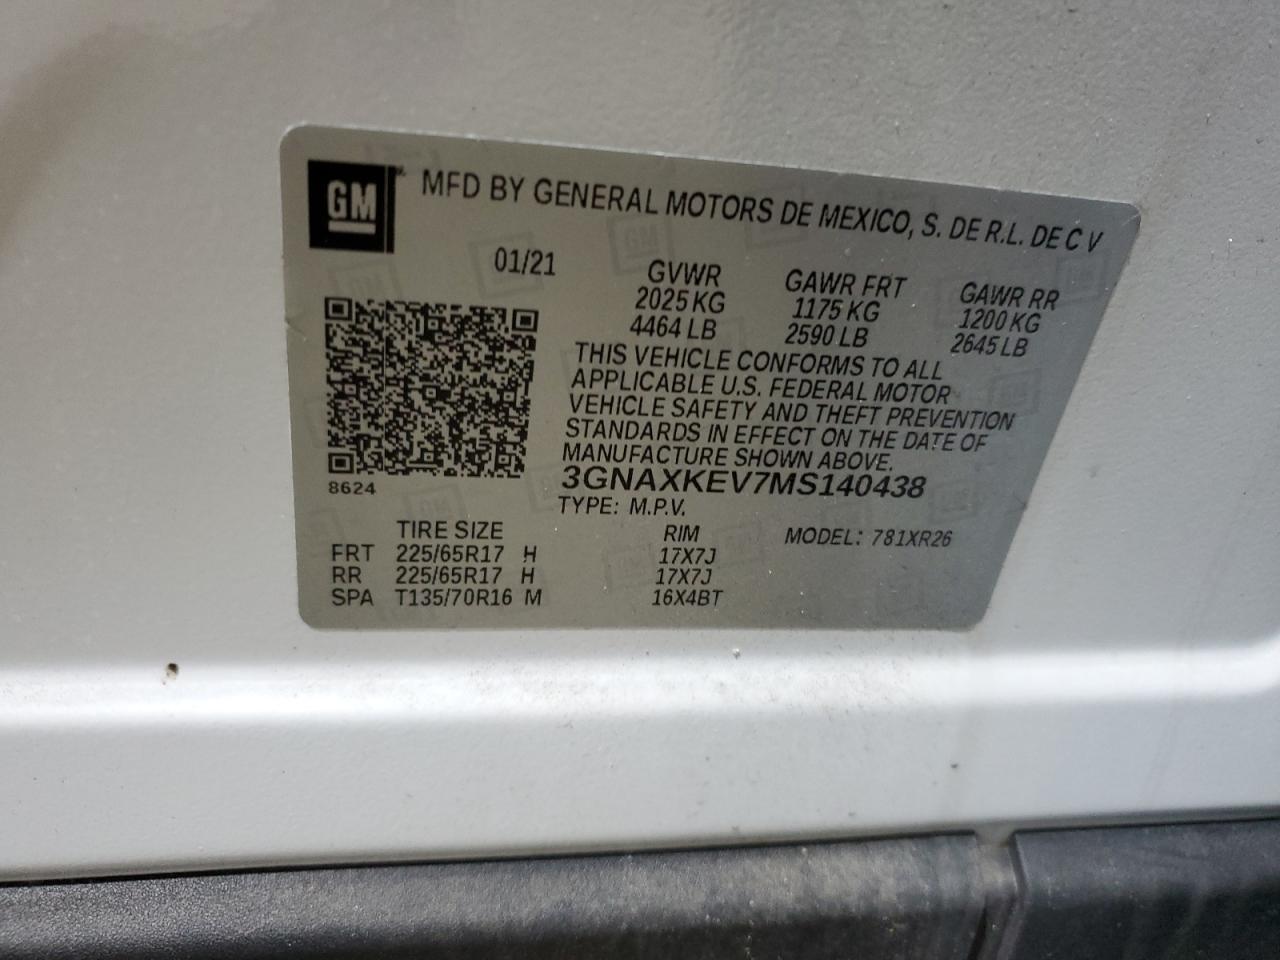 GM MFD BY GENERAL MOTORS DE MEXICO, S. DE R.L. DE C V
01/21 GVWR GAWR FRT GAWR RR
2025 KG 1175 KG 1200 KG
4464 LB 2590 LB 2645 LB
THIS VEHICLE CONFORMS TO ALL
APPLICABLE U.S. FEDERAL MOTOR
VEHICLE SAFETY AND THEFT PREVENTION
STANDARDS IN EFFECT ON THE DATE OF
MANUFACTURE SHOWN ABOVE.
8624
3GNAXKEV7MS140438
TYPE: M.P.V.
TIRE SIZE RIM MODEL: 781XR26
FRT 225/65R17 H 17X7J
RR 225/65R17 H 17X7J
SPA T135/70R16 M 16X4BT